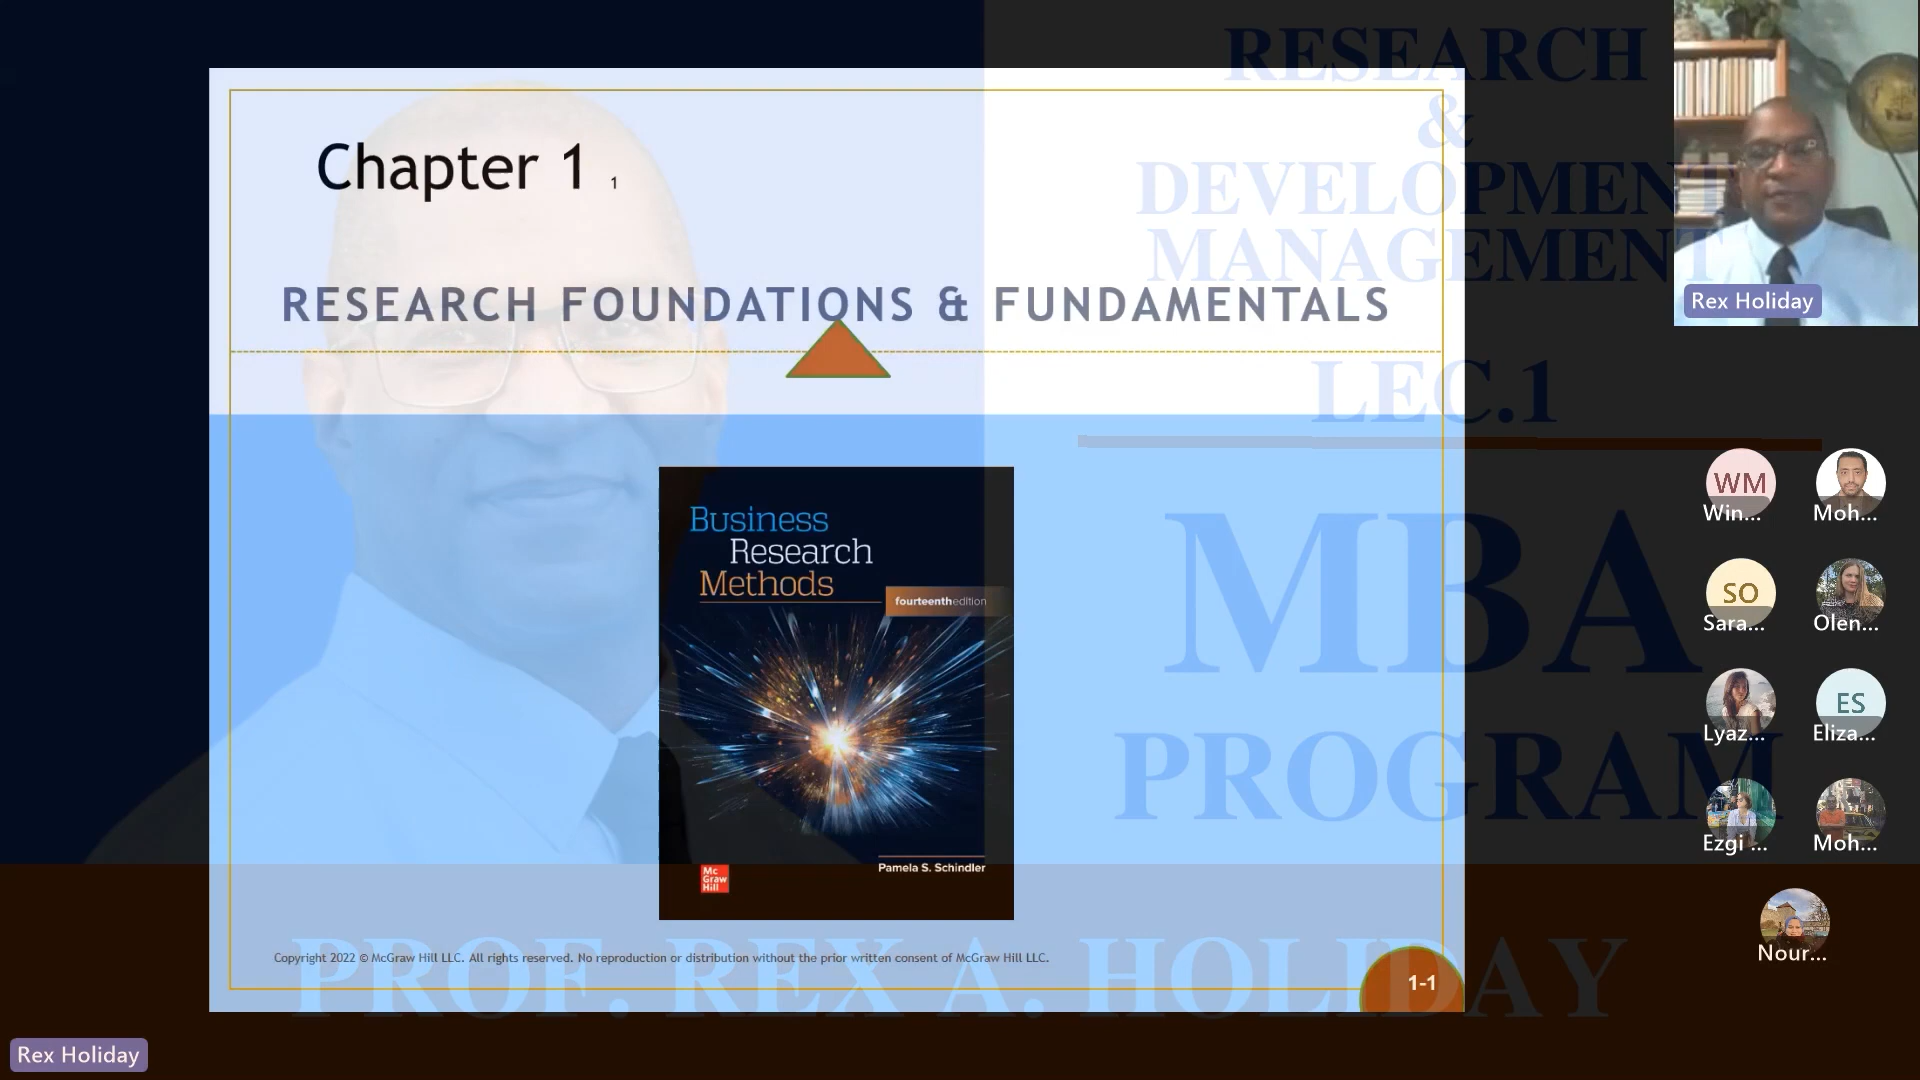 RESEARCH
&
DEVELOPMENT
MANAGEMENT
LEC.1
MBA
PROGRAM
PROF. REX A. HOLIDAY
Chapter 1 1
RESEARCH FOUNDATIONS & FUNDAMENTALS
Business
Research
Methods
fourteenthedition
Pamela S. Schindler
Mc
Graw
Hill
Copyright 2022 © McGraw Hill LLC. All rights reserved. No reproduction or distribution without the prior written consent of McGraw Hill LLC.
1-1
Rex Holiday
WM
Win...
Moh...
SO
Sara...
Olen...
Lyaz...
ES
Eliza...
Ezgi ...
Moh...
Nour...
Rex Holiday